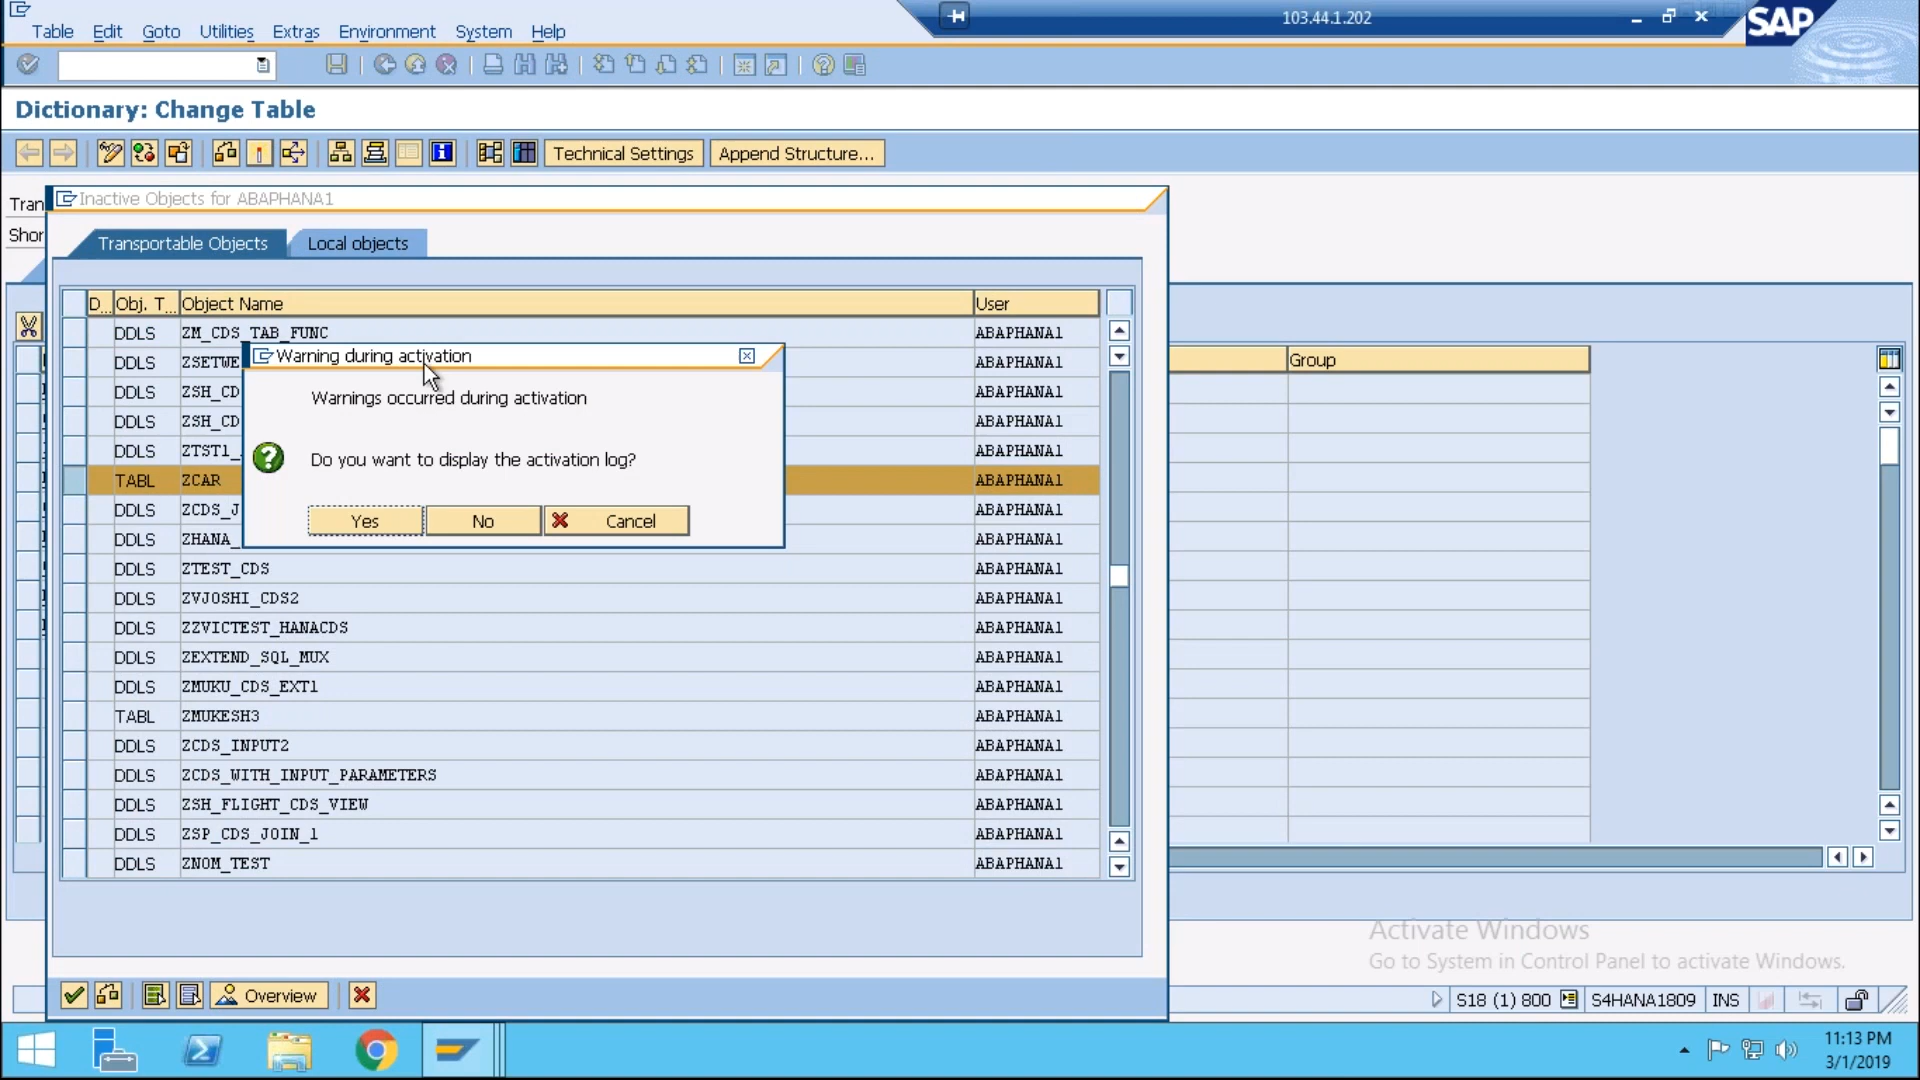 103.44.1.202
SAP
Table Edit Goto Utilities Extras Environment System Help
Dictionary: Change Table
Technical Settings Append Structure...
Tran
Inactive Objects for ABAPHANA1
Shor
Transportable Objects Local objects
D... Obj. T... Object Name User
DDLS ZM_CDS_TAB_FUNC ABAPHANA1
DDLS ZSETWE ABAPHANA1
DDLS ZSH_CD ABAPHANA1
DDLS ZSH_CD ABAPHANA1
DDLS ZTST1_ ABAPHANA1
TABL ZCAR ABAPHANA1
DDLS ZCDS_J ABAPHANA1
DDLS ZHANA_ ABAPHANA1
DDLS ZTEST_CDS ABAPHANA1
DDLS ZVJOSHI_CDS2 ABAPHANA1
DDLS ZZVICTEST_HANACDS ABAPHANA1
DDLS ZEXTEND_SQL_MUX ABAPHANA1
DDLS ZMUKU_CDS_EXT1 ABAPHANA1
TABL ZMUKESH3 ABAPHANA1
DDLS ZCDS_INPUT2 ABAPHANA1
DDLS ZCDS_WITH_INPUT_PARAMETERS ABAPHANA1
DDLS ZSH_FLIGHT_CDS_VIEW ABAPHANA1
DDLS ZSP_CDS_JOIN_1 ABAPHANA1
DDLS ZNOM_TEST ABAPHANA1
Warning during activation
Warnings occurred during activation
Do you want to display the activation log?
Yes No Cancel
Group
Overview
Activate Windows
Go to System in Control Panel to activate Windows.
S18 (1) 800 S4HANA1809 INS
11:13 PM
3/1/2019